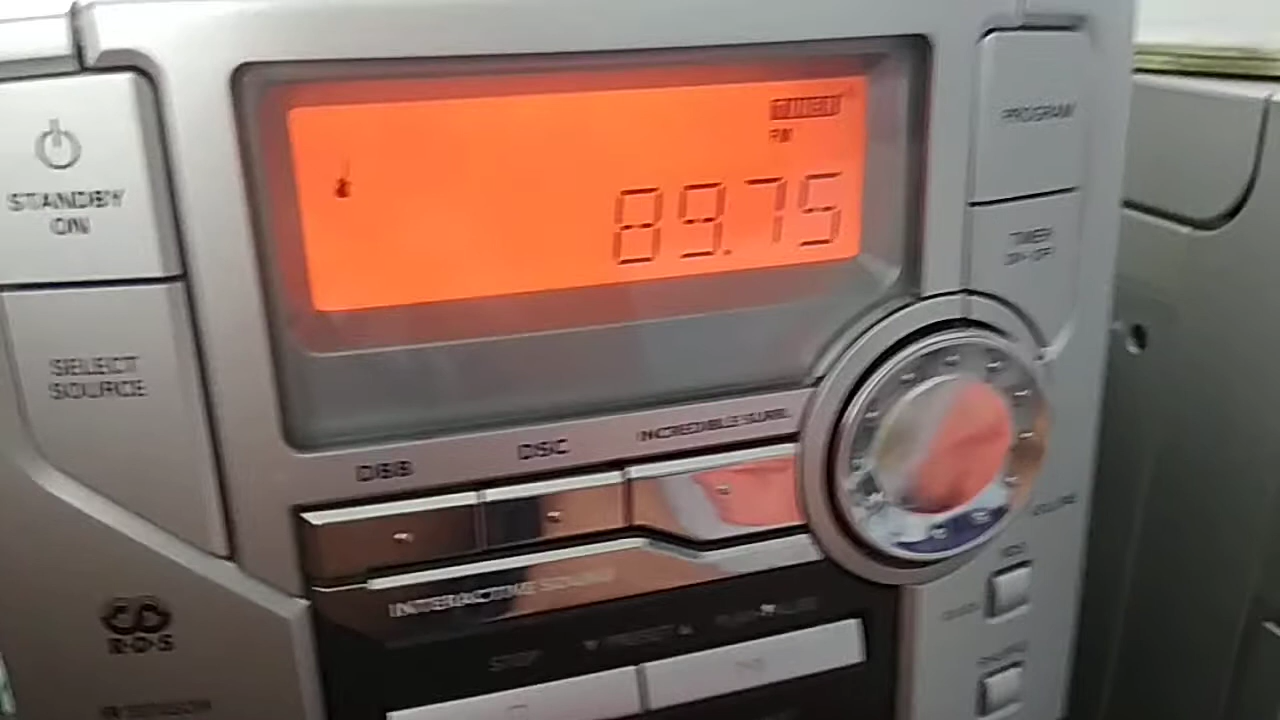 TUNER
FM
89.75
PROGRAM
STANDBY
ON
TIMER
ON•OFF
SELECT
SOURCE
DBB
DSC
INCREDIBLE SURR.
VOLUME
INTERACTIVE SOUND
R·D·S
STOP
▼ PRESET ▲